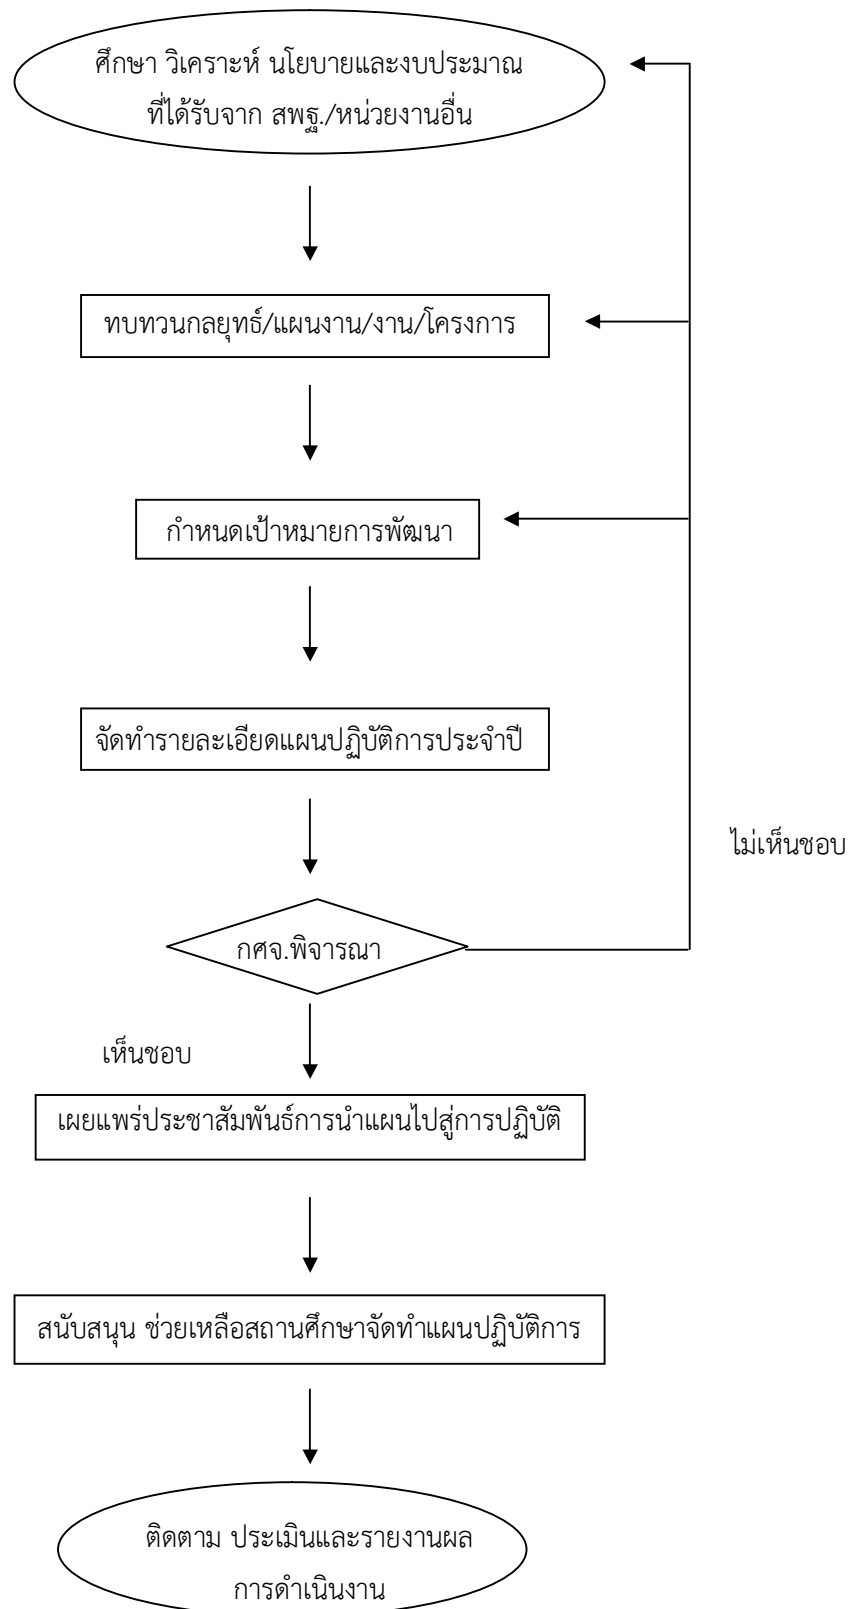 ศึกษา วิเคราะห์ นโยบายและงบประมาณ
ที่ได้รับจาก สพฐ./หน่วยงานอื่น
ทบทวนกลยุทธ์/แผนงาน/งาน/โครงการ
กำหนดเป้าหมายการพัฒนา
จัดทำรายละเอียดแผนปฏิบัติการประจำปี
ไม่เห็นชอบ
กศจ.พิจารณา
เห็นชอบ
เผยแพร่ประชาสัมพันธ์การนำแผนไปสู่การปฏิบัติ
สนับสนุน ช่วยเหลือสถานศึกษาจัดทำแผนปฏิบัติการ
ติดตาม ประเมินและรายงานผล
การดำเนินงาน